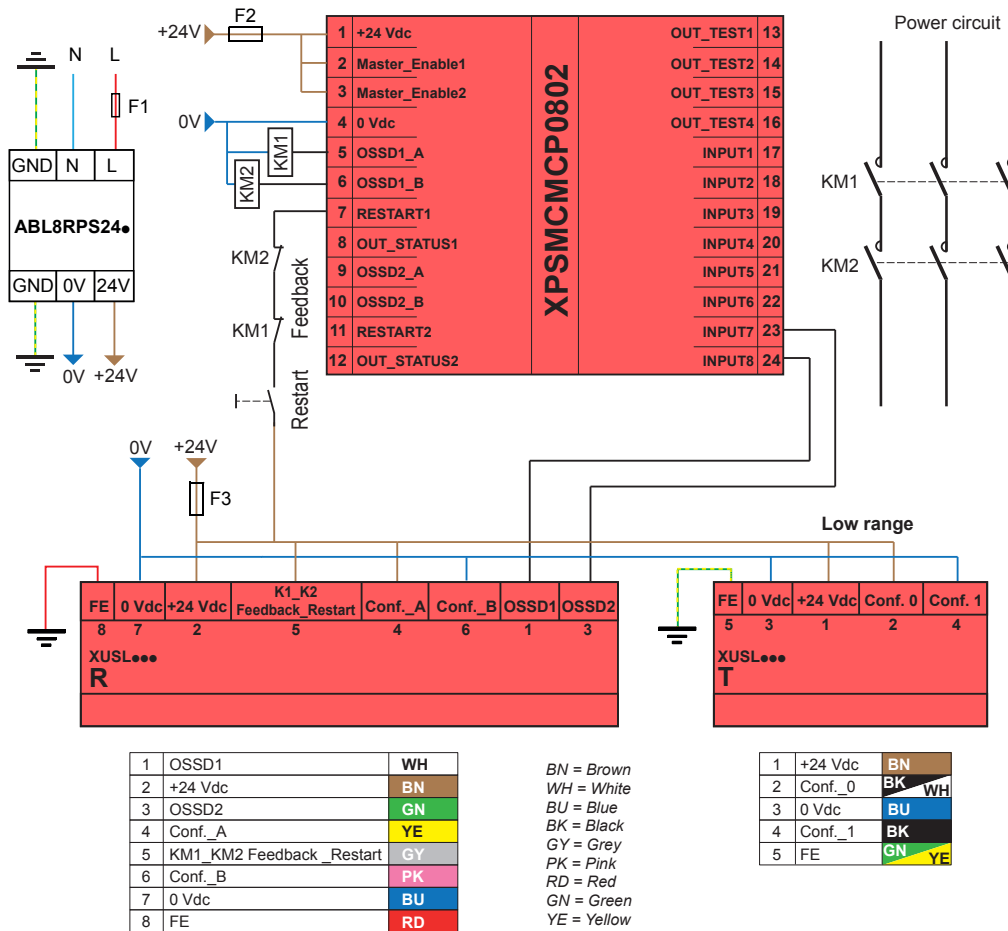 F2
+24V
N
L
F1
GND N L
ABL8RPS24●
GND 0V 24V
0V
+24V
0V
KM1
KM2
1 +24 Vdc
2 Master_Enable1
3 Master_Enable2
4 0 Vdc
5 OSSD1_A
6 OSSD1_B
7 RESTART1
8 OUT_STATUS1
9 OSSD2_A
10 OSSD2_B
11 RESTART2
12 OUT_STATUS2
XPSMCMCP0802
OUT_TEST1 13
OUT_TEST2 14
OUT_TEST3 15
OUT_TEST4 16
INPUT1 17
INPUT2 18
INPUT3 19
INPUT4 20
INPUT5 21
INPUT6 22
INPUT7 23
INPUT8 24
Power circuit
KM1
KM2
KM2
KM1
Feedback
Restart
0V
+24V
F3
Low range
FE 0 Vdc +24 Vdc K1_K2 Feedback_Restart Conf._A Conf._B OSSD1 OSSD2
8 7 2 5 4 6 1 3
XUSL●●●
R
FE 0 Vdc +24 Vdc Conf. 0 Conf. 1
5 3 1 2 4
XUSL●●●
T
1 OSSD1 WH
2 +24 Vdc BN
3 OSSD2 GN
4 Conf._A YE
5 KM1_KM2 Feedback _Restart GY
6 Conf._B PK
7 0 Vdc BU
8 FE RD
BN = Brown
WH = White
BU = Blue
BK = Black
GY = Grey
PK = Pink
RD = Red
GN = Green
YE = Yellow
1 +24 Vdc BN
2 Conf._0 BK WH
3 0 Vdc BU
4 Conf._1 BK
5 FE GN YE